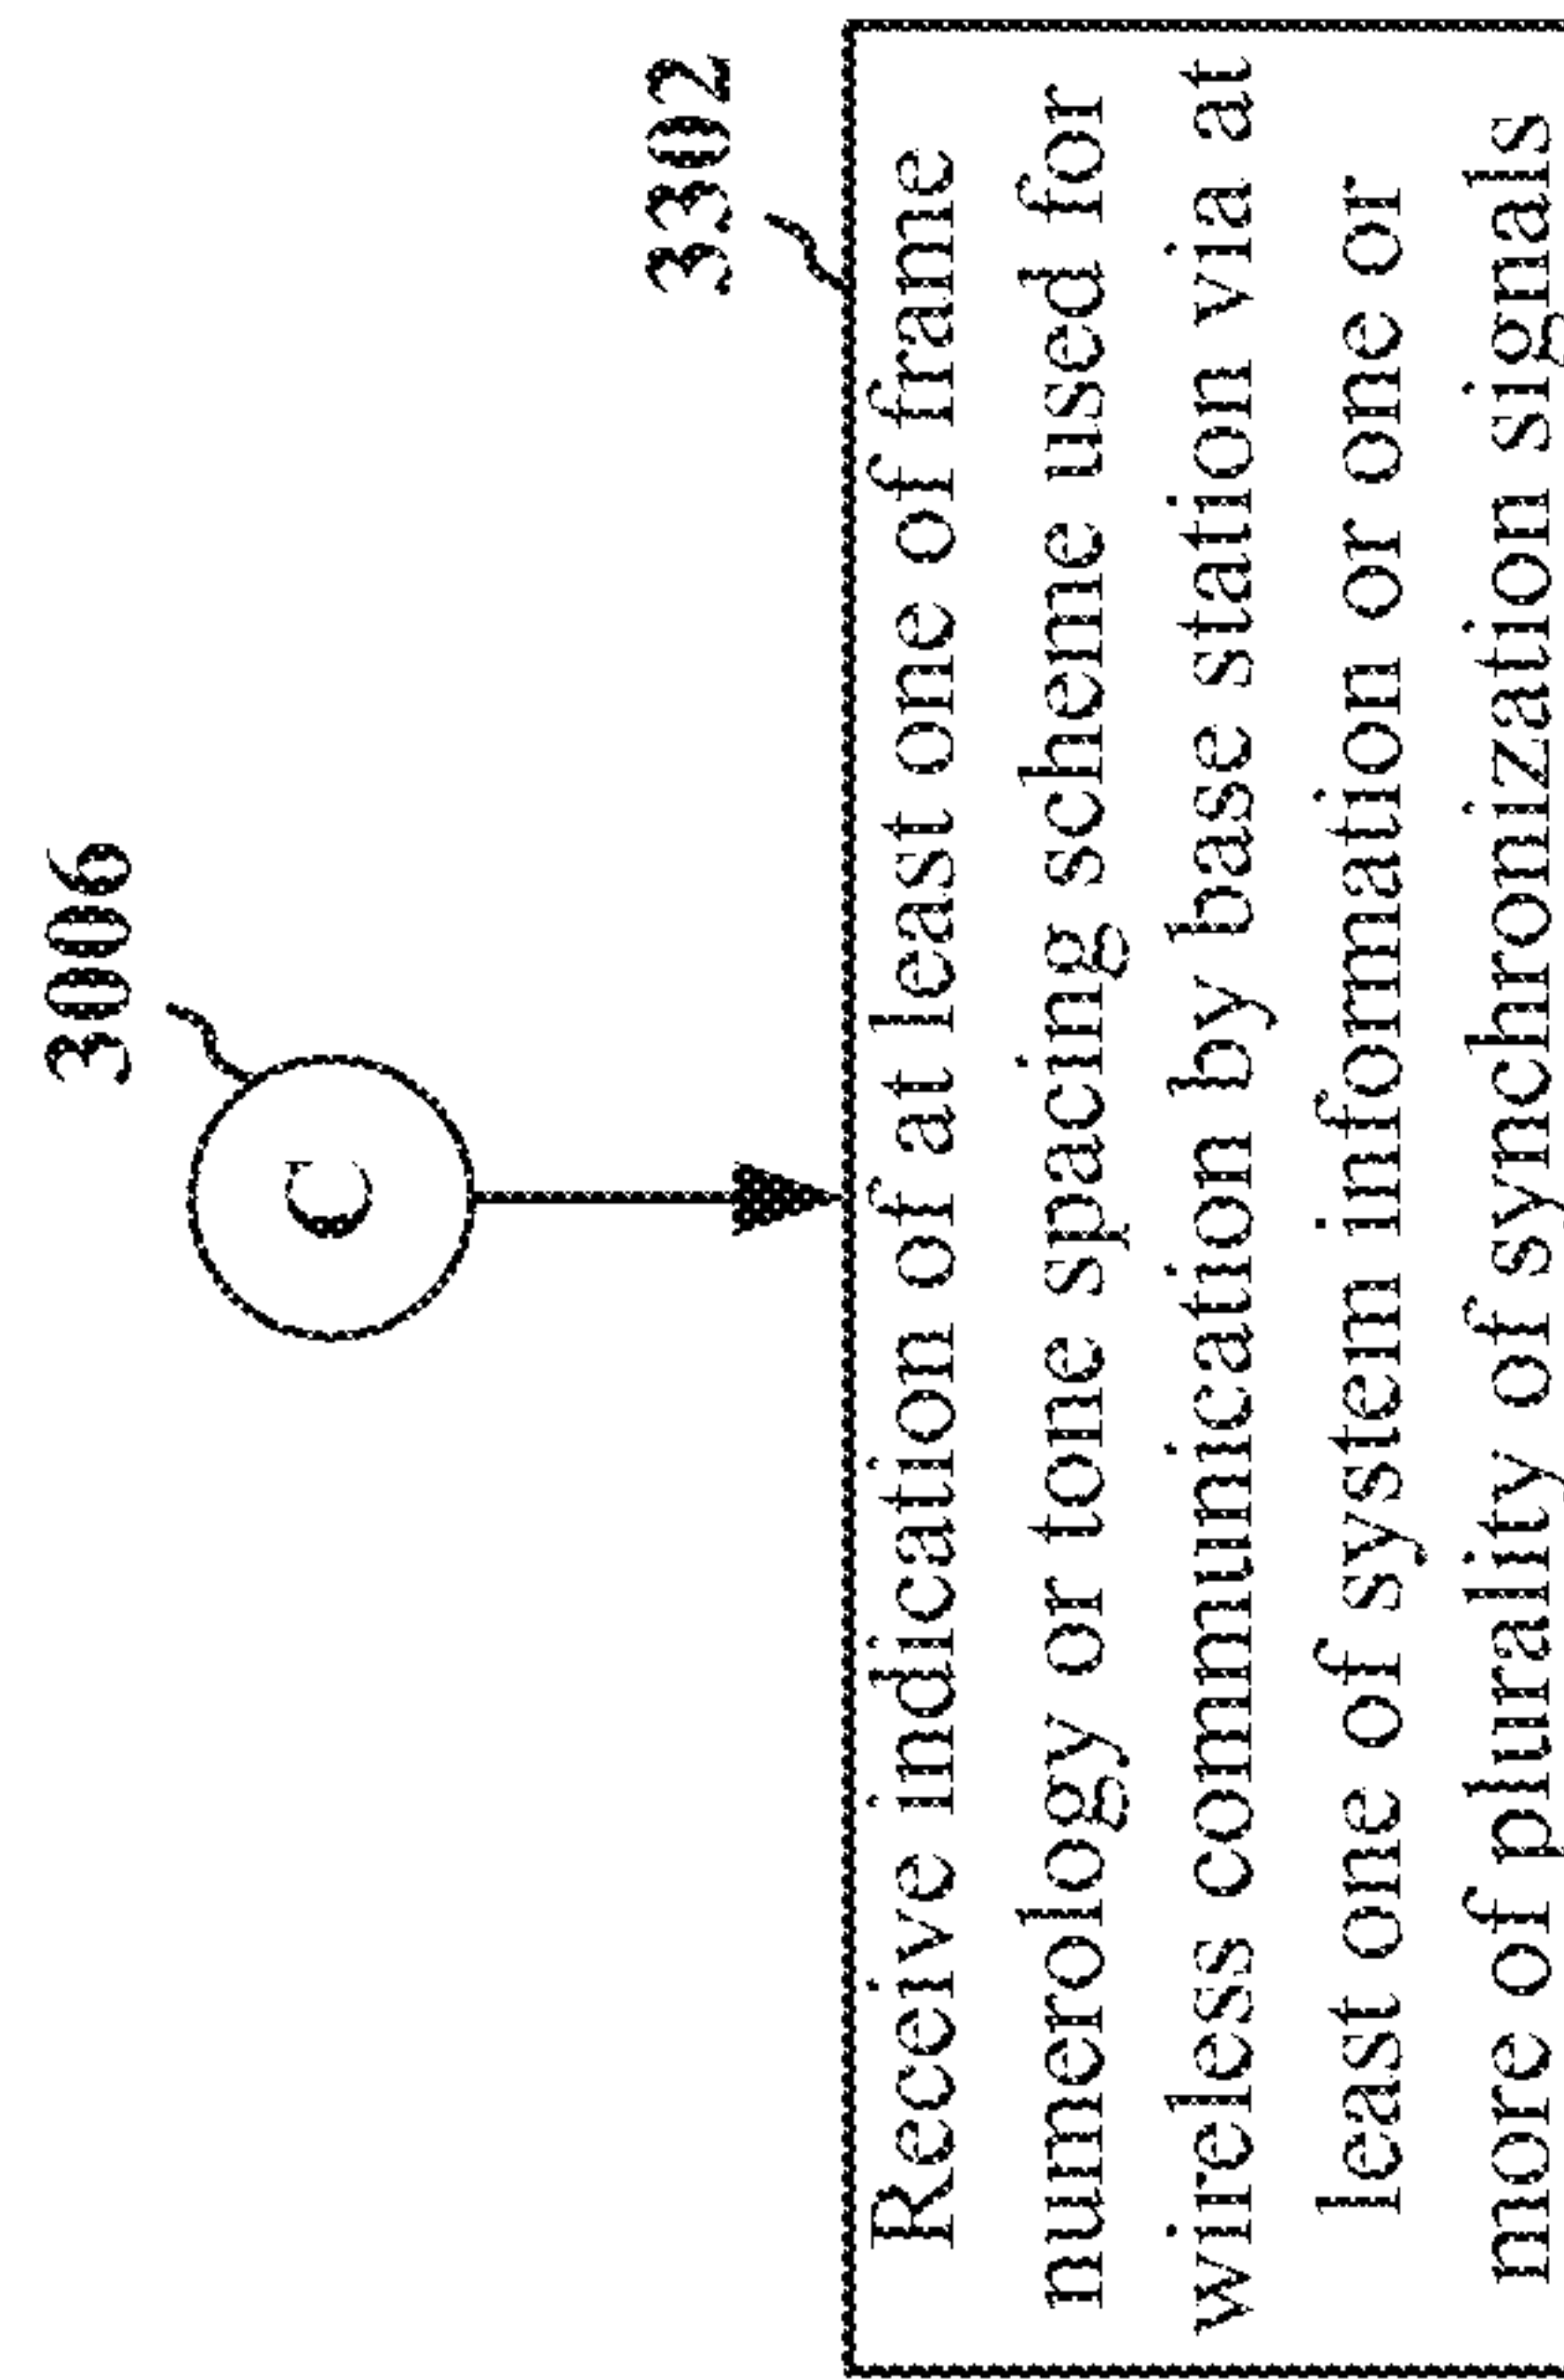 3006
C
3302
Receive indication of at least one of frame
numerology or tone spacing scheme used for
wireless communication by base station via at
least one of system information or one or
more of plurality of synchronization signals